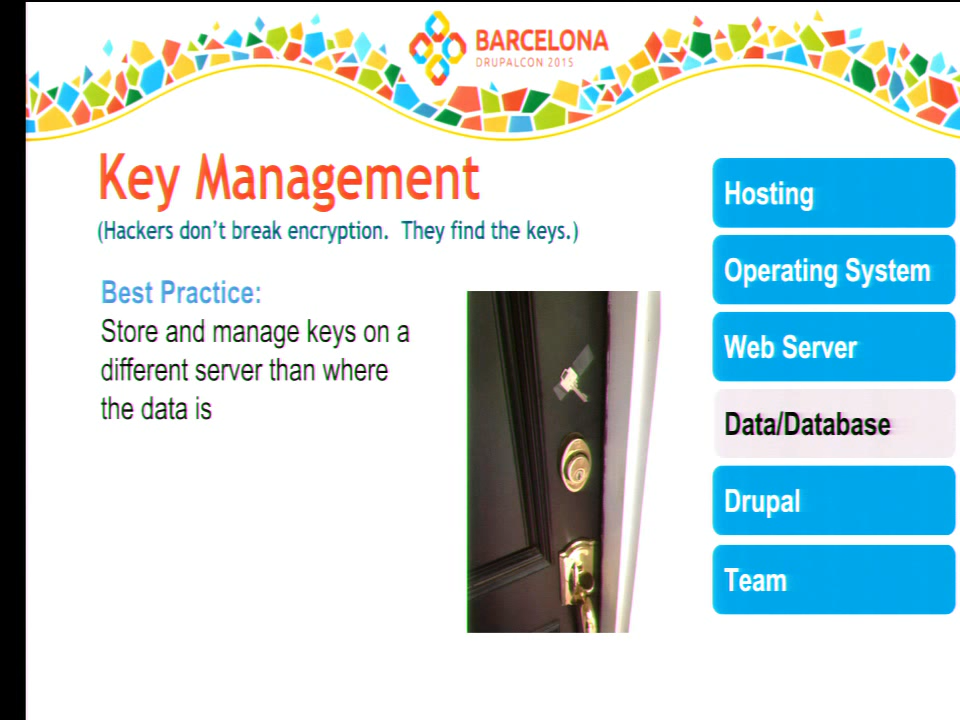 BARCELONA
DRUPALCON 2015
Key Management
(Hackers don't break encryption. They find the keys.)
Best Practice:
Store and manage keys on a
different server than where
the data is
Hosting
Operating System
Web Server
Data/Database
Drupal
Team